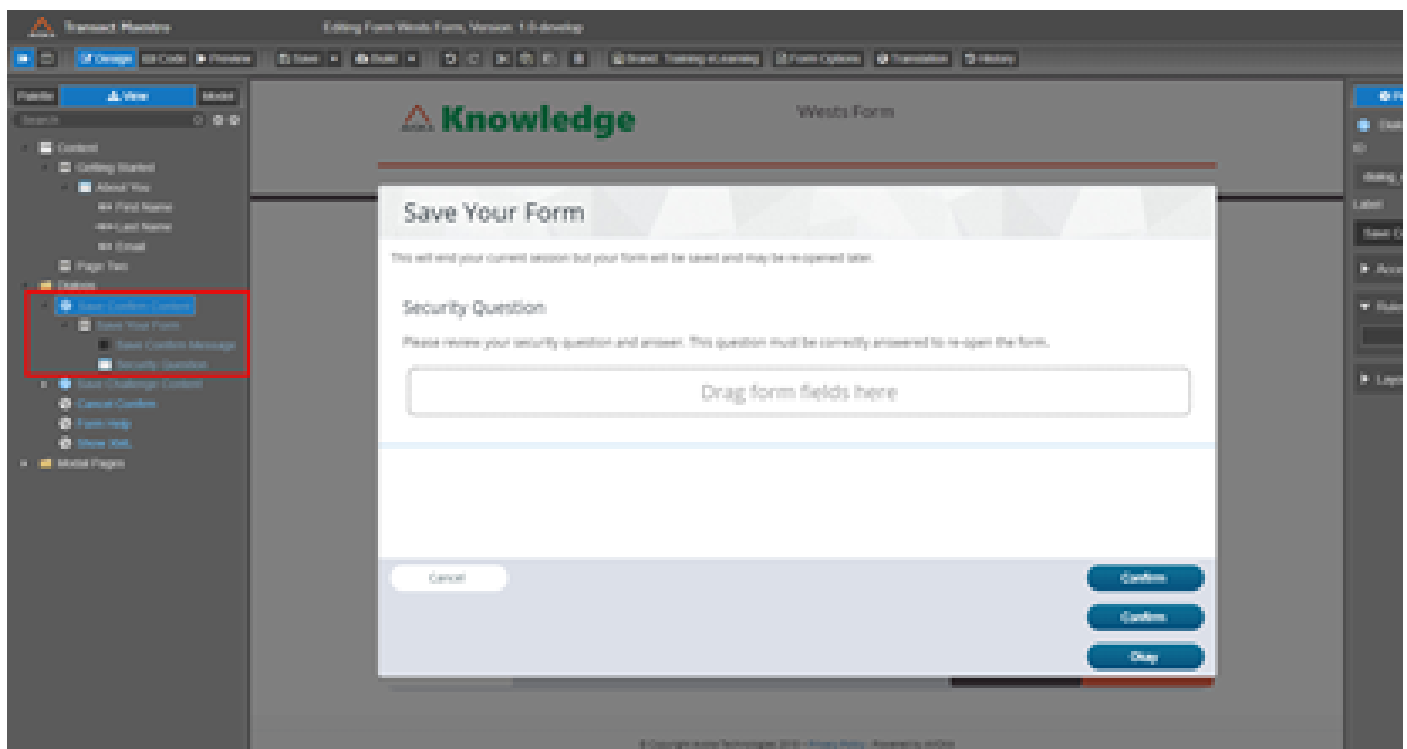 Transact Maestro
Editing Form Wests Form, Version: 1.0-develop
Design Code Preview Save Build Brand: Training eLearning Form Options Translation History
Palette View Model
Search
Content
Getting Started
About You
First Name
Last Name
Email
Page Two
Dialogs
Save Confirm Content
Save Your Form
Save Confirm Message
Security Question
Save Challenge Content
Cancel Confirm
Form Help
Show XML
Modal Pages
Knowledge
Wests Form
Save Your Form
This will end your current session but your form will be saved and may be re-opened later.
Security Question
Please review your security question and answer. This question must be correctly answered to re-open the form.
Drag form fields here
Cancel
Confirm
Confirm
Okay
ID:
Label: